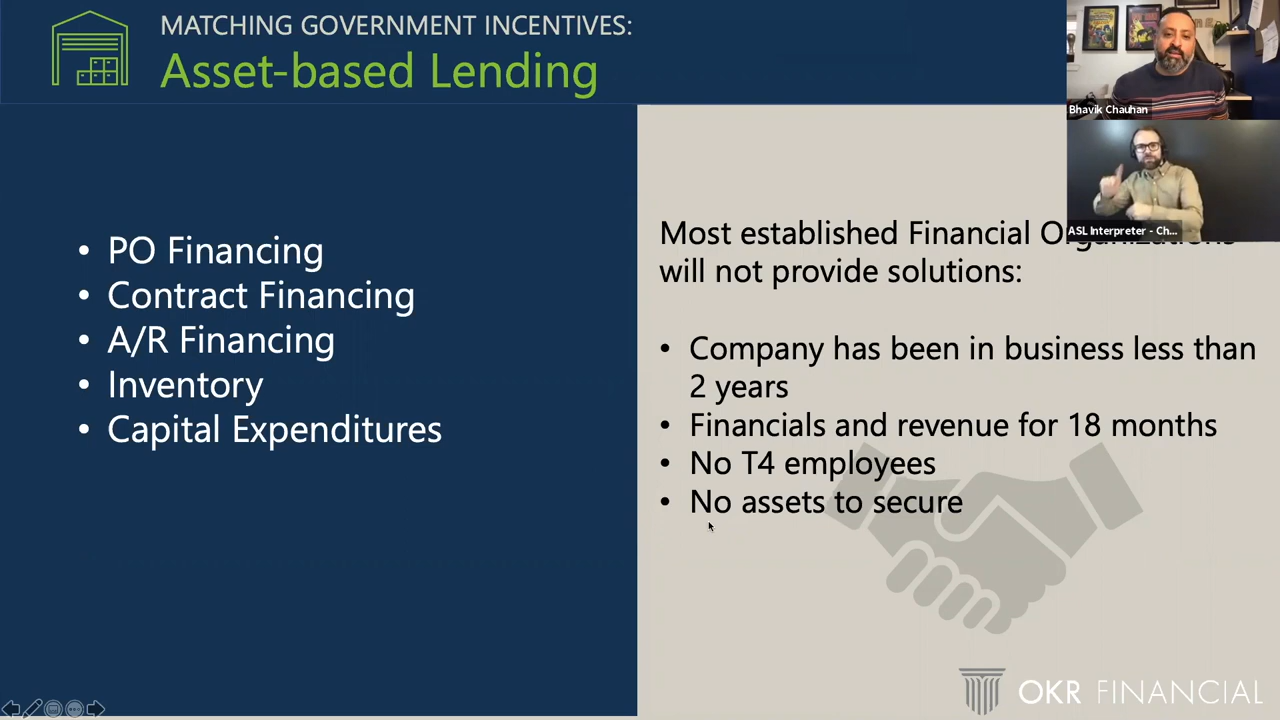 MATCHING GOVERNMENT INCENTIVES:
Asset-based Lending
• PO Financing
• Contract Financing
• A/R Financing
• Inventory
• Capital Expenditures
Most established Financial Organizations
will not provide solutions:
• Company has been in business less than
2 years
• Financials and revenue for 18 months
• No T4 employees
• No assets to secure
Bhavik Chauhan
ASL Interpreter - Ch...
OKR FINANCIAL